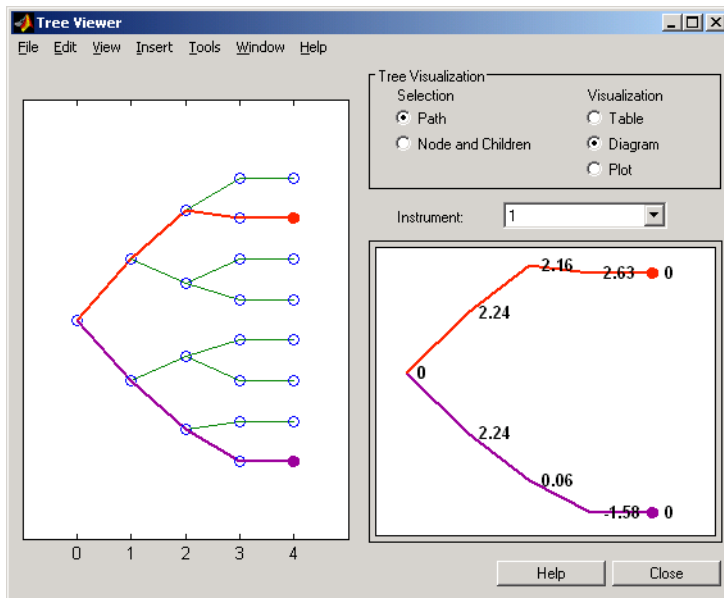 Tree Viewer
File Edit View Insert Tools Window Help
Tree Visualization
Selection
Visualization
Path
Table
Node and Children
Diagram
Plot
Instrument:
1
0 1 2 3 4
2.16
2.63 0
2.24
0
2.24
0.06
-1.58 0
Help
Close